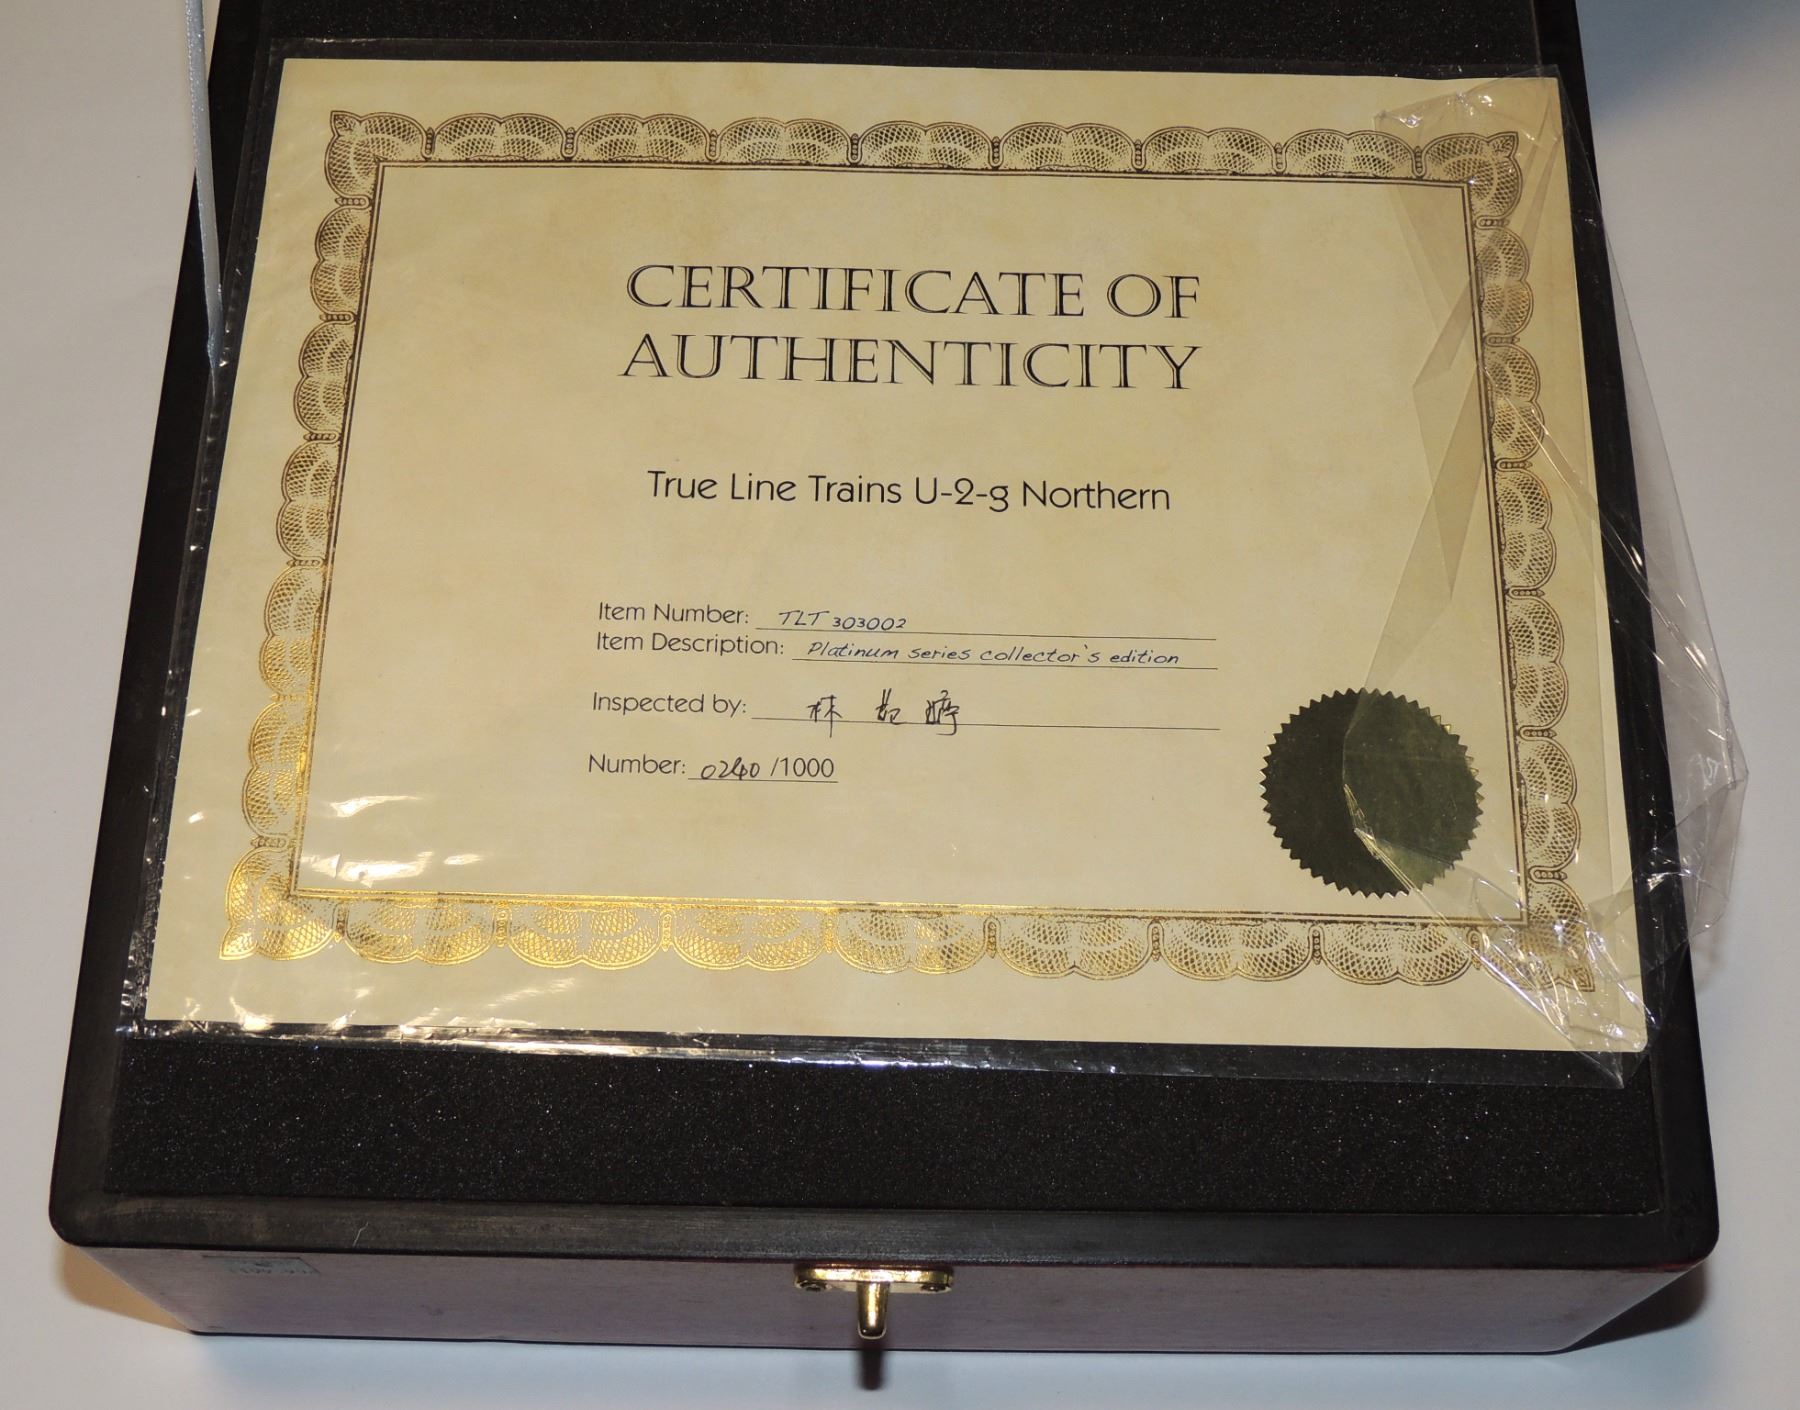 CERTIFICATE OF
AUTHENTICITY
True Line Trains U-2-g Northern
Item Number: TLT 303002
Item Description: Platinum series collector's edition
Inspected by: 林
Number: 0240 /1000